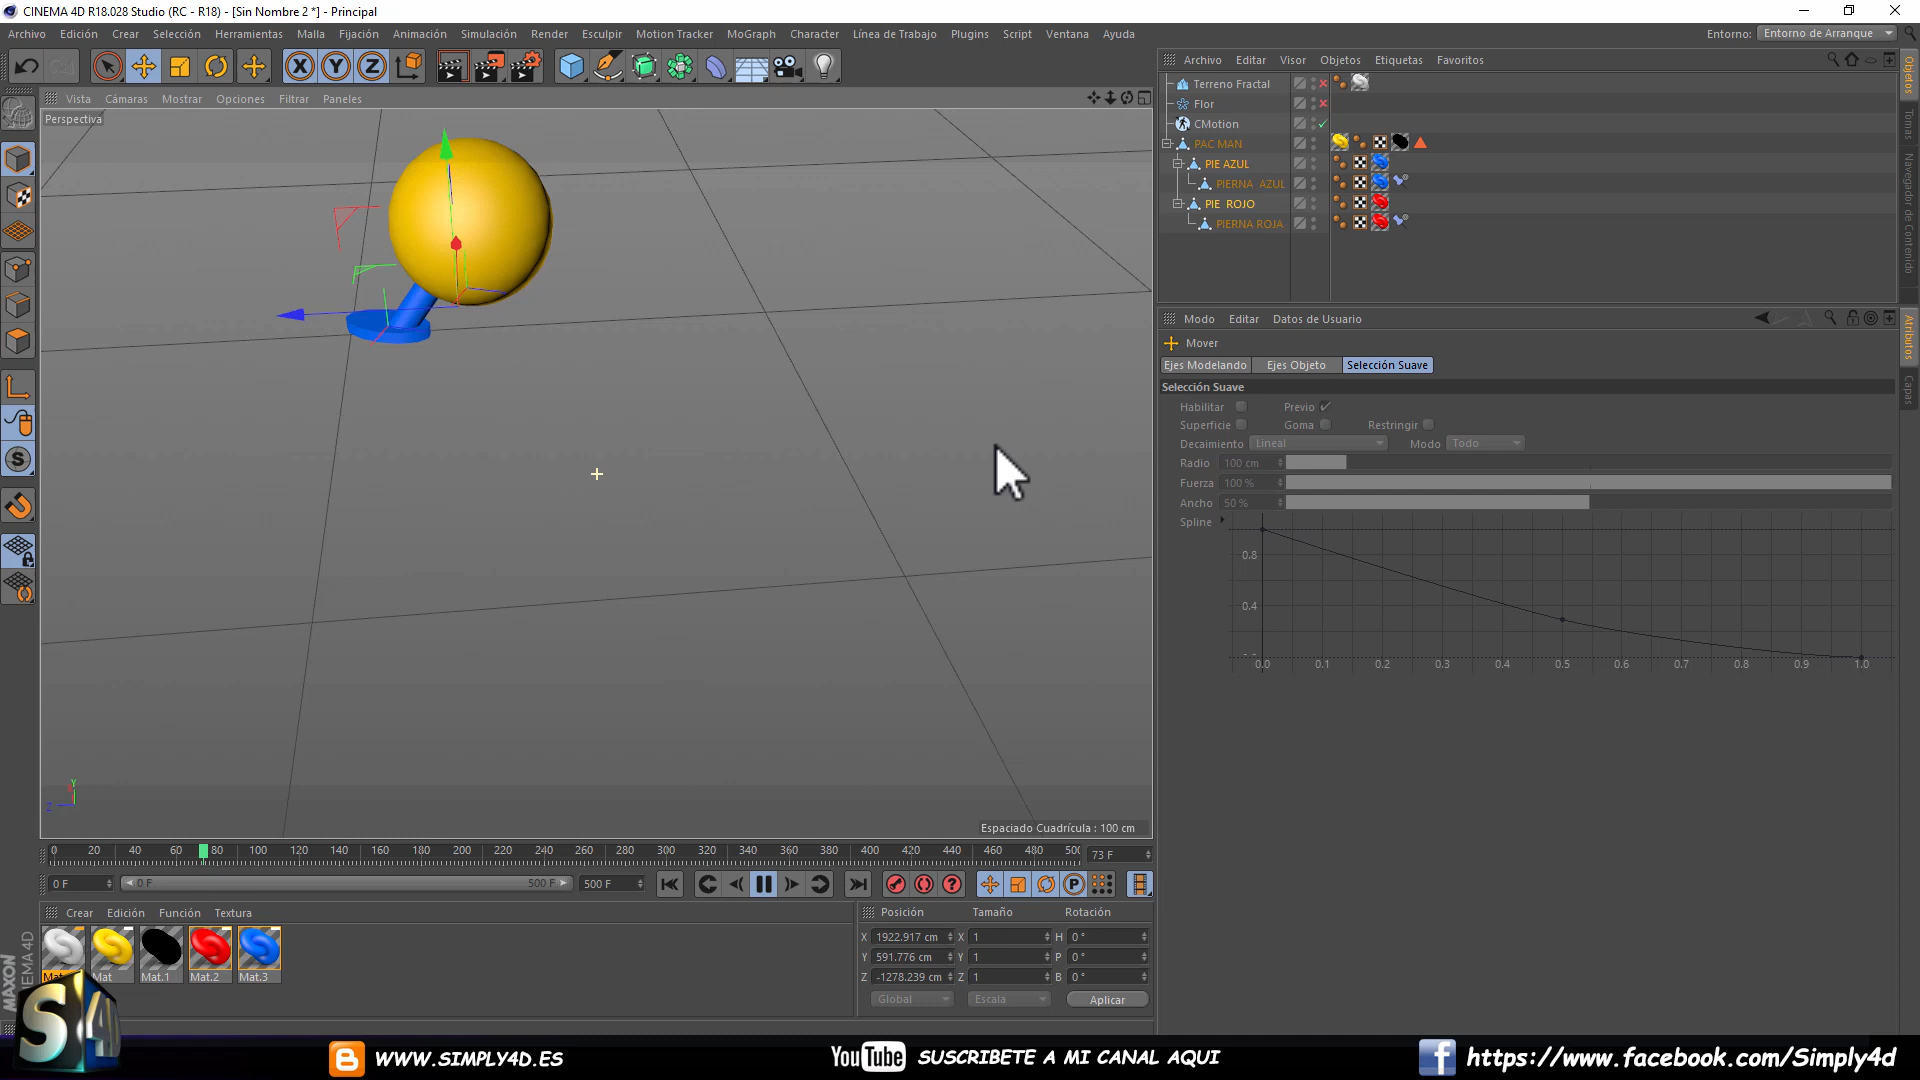 CINEMA 4D R18.028 Studio (RC - R18) - [Sin Nombre 2 *] - Principal
Archivo Edición Crear Selección Herramientas Malla Fijación Animación Simulación Render Esculpir Motion Tracker MoGraph Character Línea de Trabajo Plugins Script Ventana Ayuda Entorno: Entorno de Arranque
X Y Z
Archivo Editar Visor Objetos Etiquetas Favoritos
Vista Cámaras Mostrar Opciones Filtrar Paneles
Perspectiva
Terreno Fractal
Flor
CMotion
PAC MAN
PIE AZUL
PIERNA AZUL
PIE ROJO
PIERNA ROJA
Objetos
Tomas
Navegador de Contenido
Modo Editar Datos de Usuario
Mover
Ejes Modelando Ejes Objeto Selección Suave
Selección Suave
Habilitar Previo
Superficie Goma Restringir
Decaimiento Lineal Modo Todo
Radio 100 cm
Fuerza 100 %
Ancho 50 %
Spline
0.8
0.4
0.0 0.1 0.2 0.3 0.4 0.5 0.6 0.7 0.8 0.9 1.0
Atributos
Capas
S
Y
Z
Espaciado Cuadrícula : 100 cm
0 20 40 60 80 100 120 140 160 180 200 220 240 260 280 300 320 340 360 380 400 420 440 460 480 500 73 F
0 F 0 F 500 F 500 F P
Crear Edición Función Textura
Mat Mat.1 Mat.2 Mat.3
Posición Tamaño Rotación
X 1922.917 cm X 1 H 0 °
Y 591.776 cm Y 1 P 0 °
Z -1278.239 cm Z 1 B 0 °
Global Escala Aplicar
MAXON
CINEMA 4D
S4
WWW.SIMPLY4D.ES
YouTube SUSCRIBETE A MI CANAL AQUI
https://www.facebook.com/Simply4d